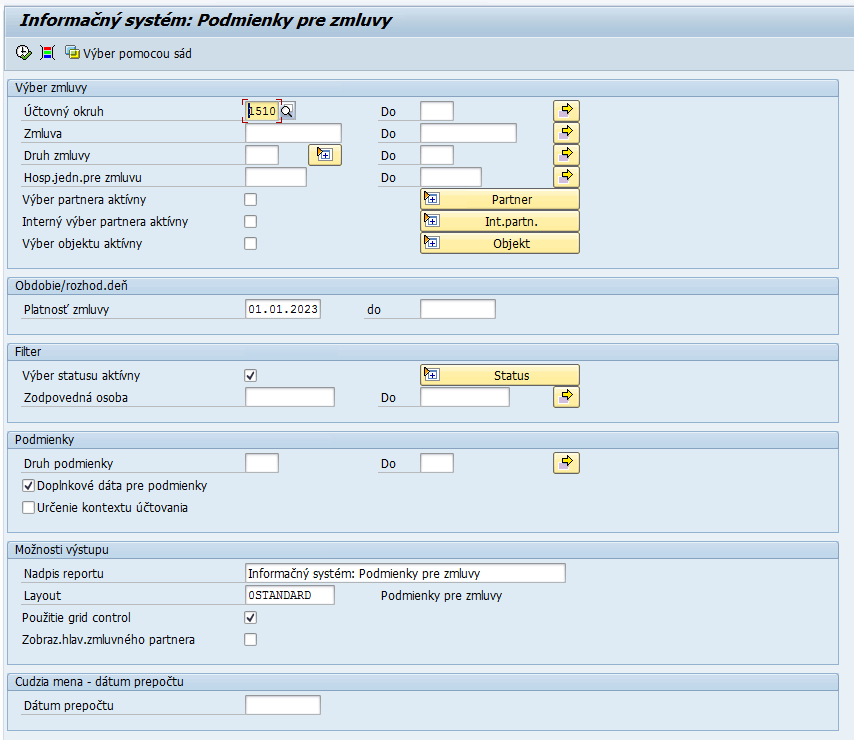 Informačný systém: Podmienky pre zmluvy
Výber pomocou sád
Výber zmluvy
Účtovný okruh 1510 Do
Zmluva Do
Druh zmluvy Do
Hosp.jedn.pre zmluvu Do
Výber partnera aktívny Partner
Interný výber partnera aktívny Int.partn.
Výber objektu aktívny Objekt
Obdobie/rozhod.deň
Platnosť zmluvy 01.01.2023 do
Filter
Výber statusu aktívny Status
Zodpovedná osoba Do
Podmienky
Druh podmienky Do
Doplnkové dáta pre podmienky
Určenie kontextu účtovania
Možnosti výstupu
Nadpis reportu Informačný systém: Podmienky pre zmluvy
Layout 0STANDARD Podmienky pre zmluvy
Použitie grid control
Zobraz.hlav.zmluvného partnera
Cudzia mena - dátum prepočtu
Dátum prepočtu